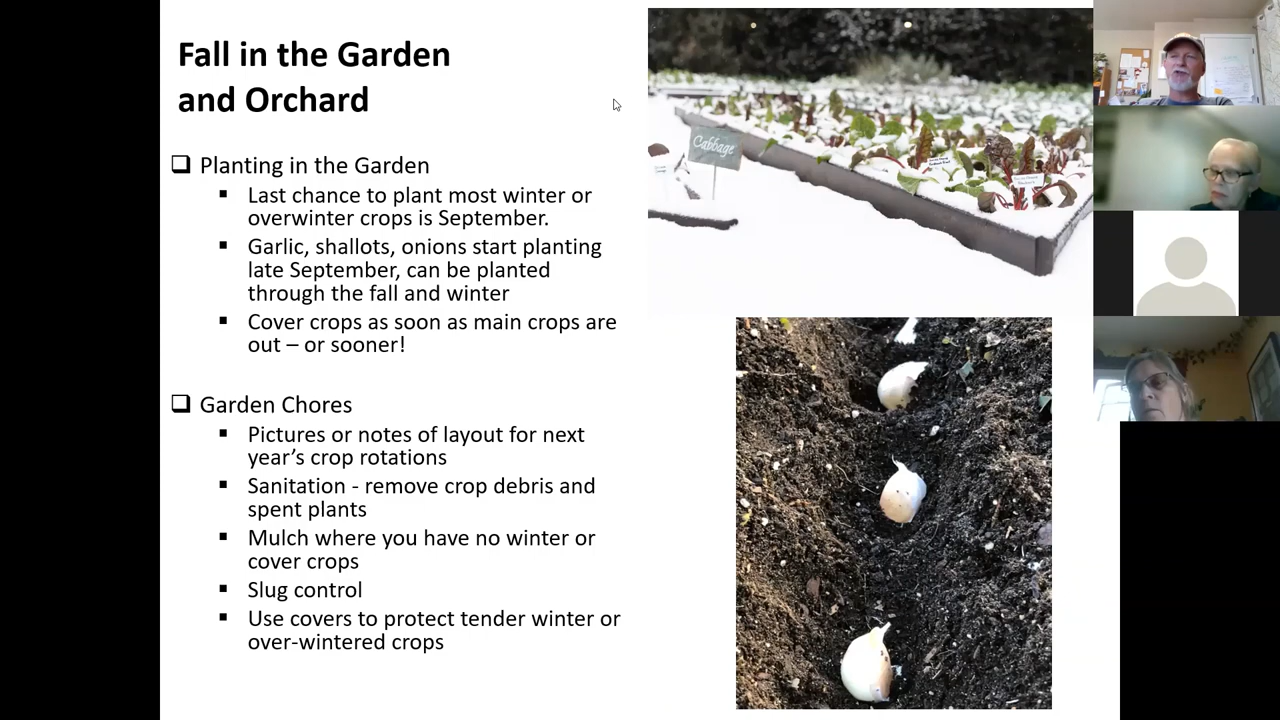 Fall in the Garden
and Orchard
❑ Planting in the Garden
▪ Last chance to plant most winter or
overwinter crops is September.
▪ Garlic, shallots, onions start planting
late September, can be planted
through the fall and winter
▪ Cover crops as soon as main crops are
out – or sooner!
❑ Garden Chores
▪ Pictures or notes of layout for next
year’s crop rotations
▪ Sanitation - remove crop debris and
spent plants
▪ Mulch where you have no winter or
cover crops
▪ Slug control
▪ Use covers to protect tender winter or
over-wintered crops
Cabbage